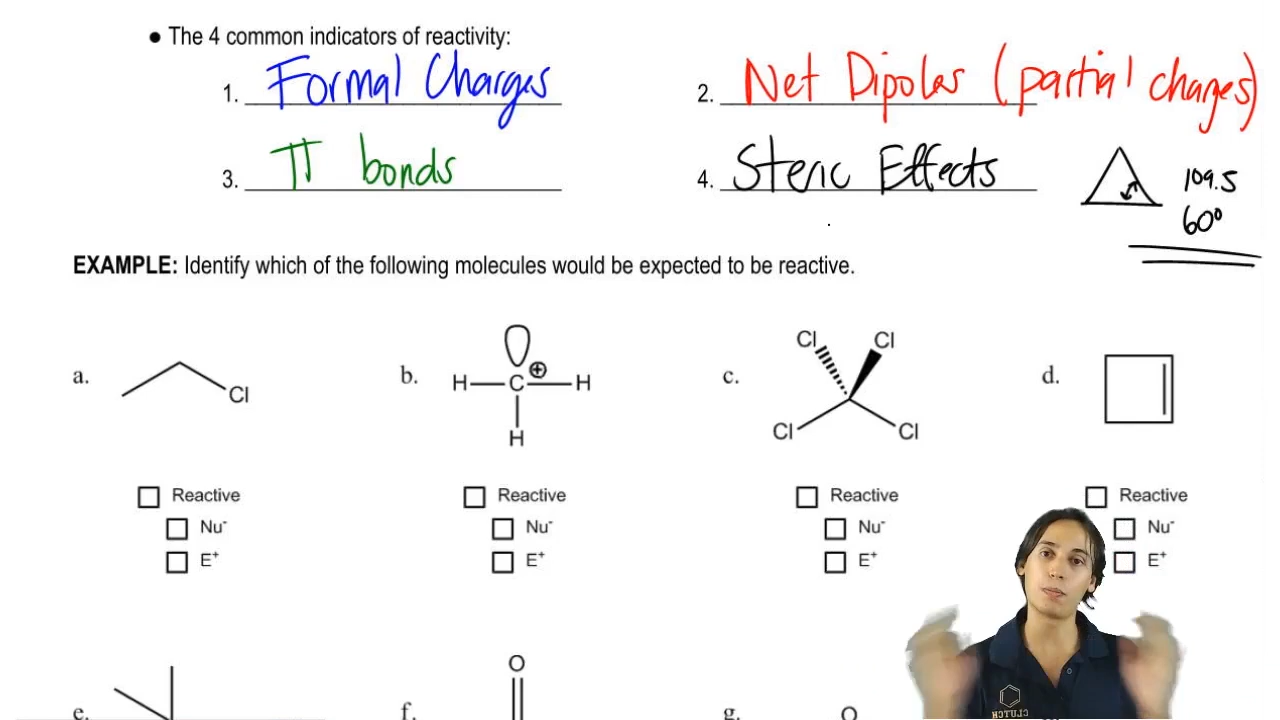 ● The 4 common indicators of reactivity:
1. Formal Charges 2. Net Dipoles (partial charges)
3. π bonds 4. Steric Effects 109.5
60°
EXAMPLE: Identify which of the following molecules would be expected to be reactive.
a. Cl b. H C ⊕ H H c. Cl Cl Cl Cl d.
Reactive Reactive Reactive Reactive
Nu⁻ Nu⁻ Nu⁻ Nu⁻
E⁺ E⁺ E⁺ E⁺
CLUTCH
e. f. O g. O